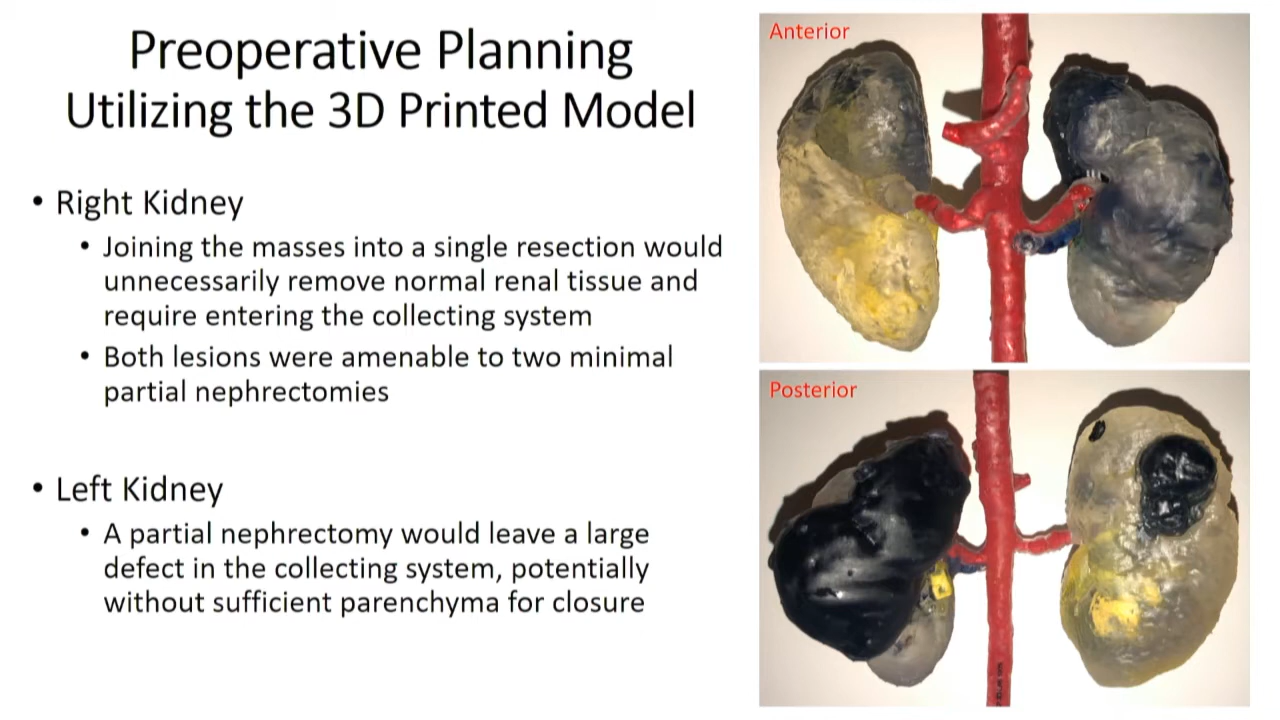 Preoperative Planning
Utilizing the 3D Printed Model
• Right Kidney
• Joining the masses into a single resection would
unnecessarily remove normal renal tissue and
require entering the collecting system
• Both lesions were amenable to two minimal
partial nephrectomies
• Left Kidney
• A partial nephrectomy would leave a large
defect in the collecting system, potentially
without sufficient parenchyma for closure
Anterior
Posterior